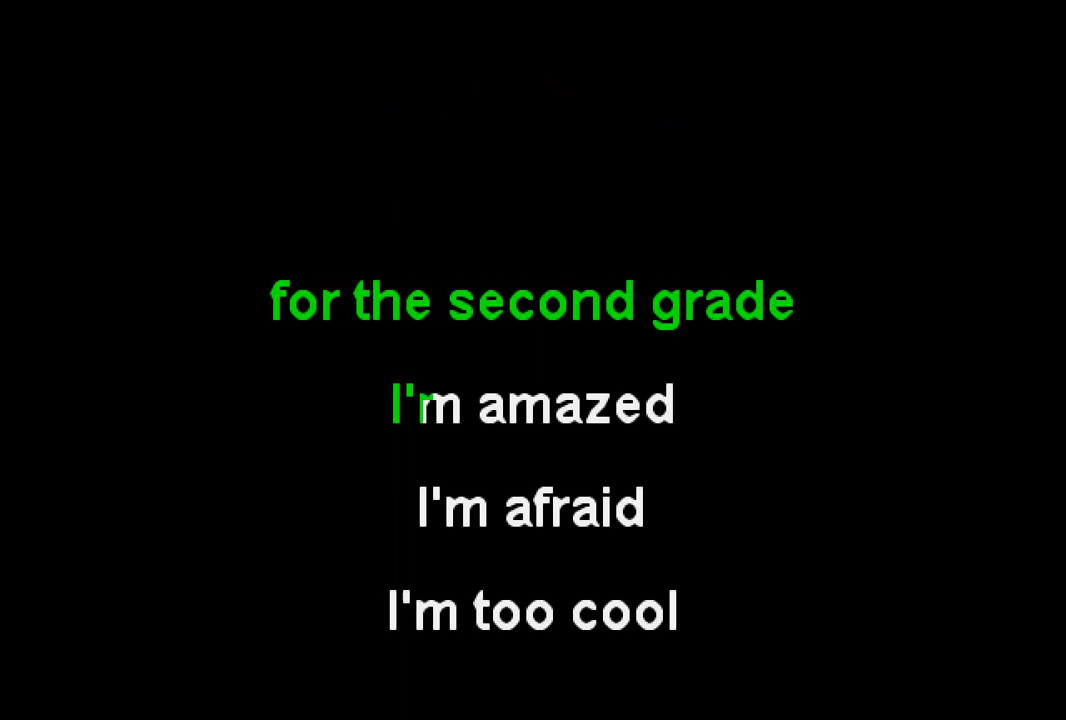 for the second grade
I'm amazed
I'm afraid
I'm too cool